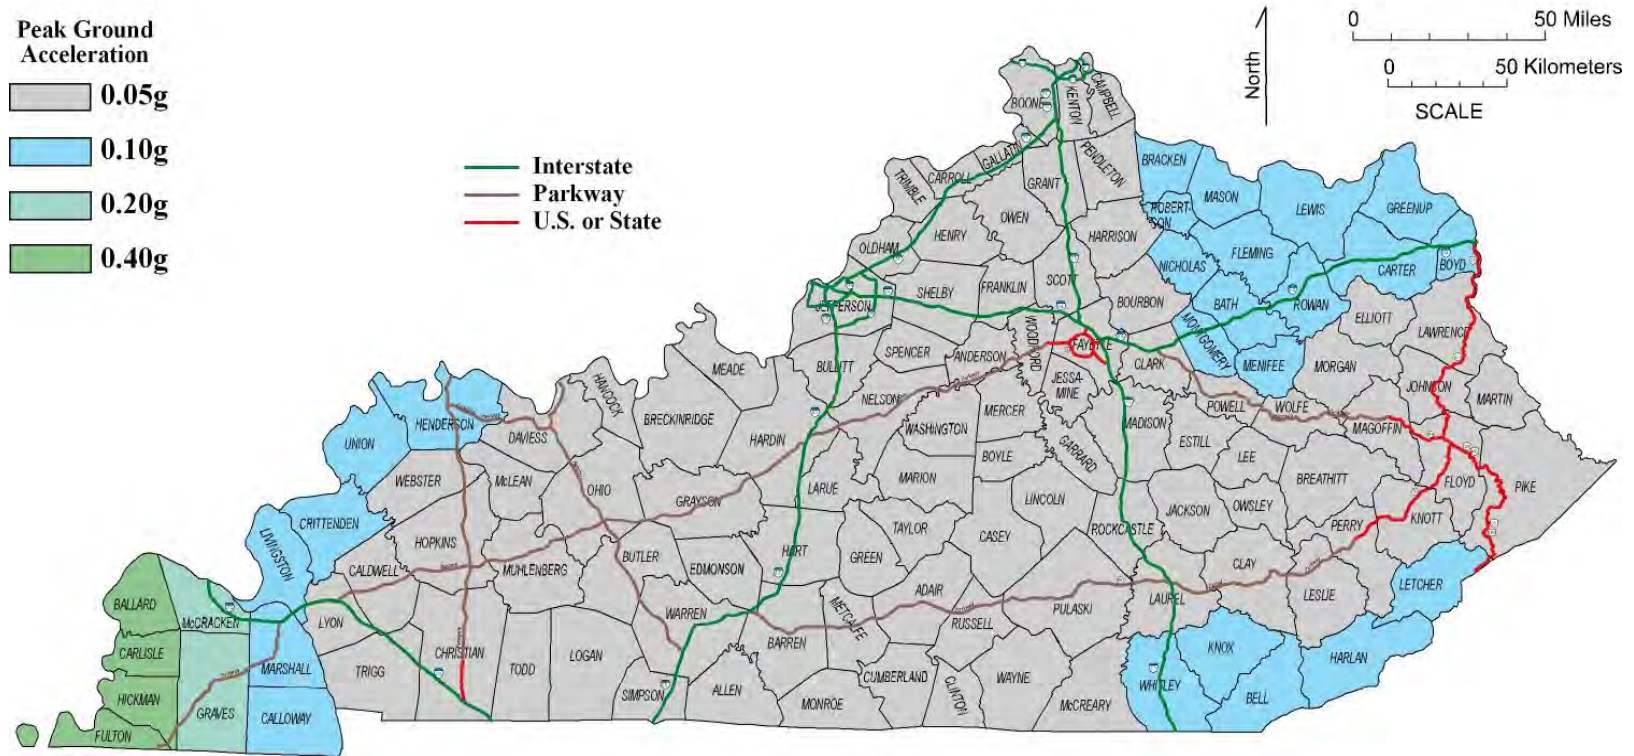 Peak Ground
Acceleration
0.05g
0.10g
0.20g
0.40g
Interstate
Parkway
U.S. or State
North
0 50 Miles
0 50 Kilometers
SCALE
BOONE
KENTON
CAMPBELL
GALLATIN
GRANT
PENDLETON
BRACKEN
MASON
ROBERT-
SON
LEWIS
GREENUP
TRIMBLE
CARROLL
OWEN
HENRY
HARRISON
OLDHAM
NICHOLAS
FLEMING
CARTER
BOYD
JEFFERSON
SHELBY
FRANKLIN
SCOTT
BOURBON
BATH
ROWAN
ELLIOTT
LAWRENCE
MONTGOMERY
MENIFEE
MORGAN
BULLITT
SPENCER
ANDERSON
WOODFORD
FAYETTE
CLARK
JESSA-
MINE
MEADE
HANCOCK
BRECKINRIDGE
HARDIN
NELSON
WASHINGTON
MERCER
MADISON
POWELL
WOLFE
MAGOFFIN
JOHNSON
MARTIN
HENDERSON
UNION
DAVIESS
BOYLE
GARRARD
ESTILL
LEE
BREATHITT
FLOYD
PIKE
WEBSTER
McLEAN
OHIO
GRAYSON
LARUE
MARION
LINCOLN
JACKSON
OWSLEY
PERRY
KNOTT
CRITTENDEN
LIVINGSTON
HOPKINS
MUHLENBERG
BUTLER
EDMONSON
HART
GREEN
TAYLOR
CASEY
ROCKCASTLE
CLAY
LESLIE
LETCHER
CALDWELL
BALLARD
McCRACKEN
LYON
WARREN
BARREN
METCALFE
ADAIR
RUSSELL
PULASKI
LAUREL
CARLISLE
MARSHALL
TRIGG
CHRISTIAN
TODD
LOGAN
SIMPSON
ALLEN
MONROE
CUMBERLAND
CLINTON
WAYNE
McCREARY
WHITLEY
KNOX
BELL
HARLAN
HICKMAN
GRAVES
CALLOWAY
FULTON